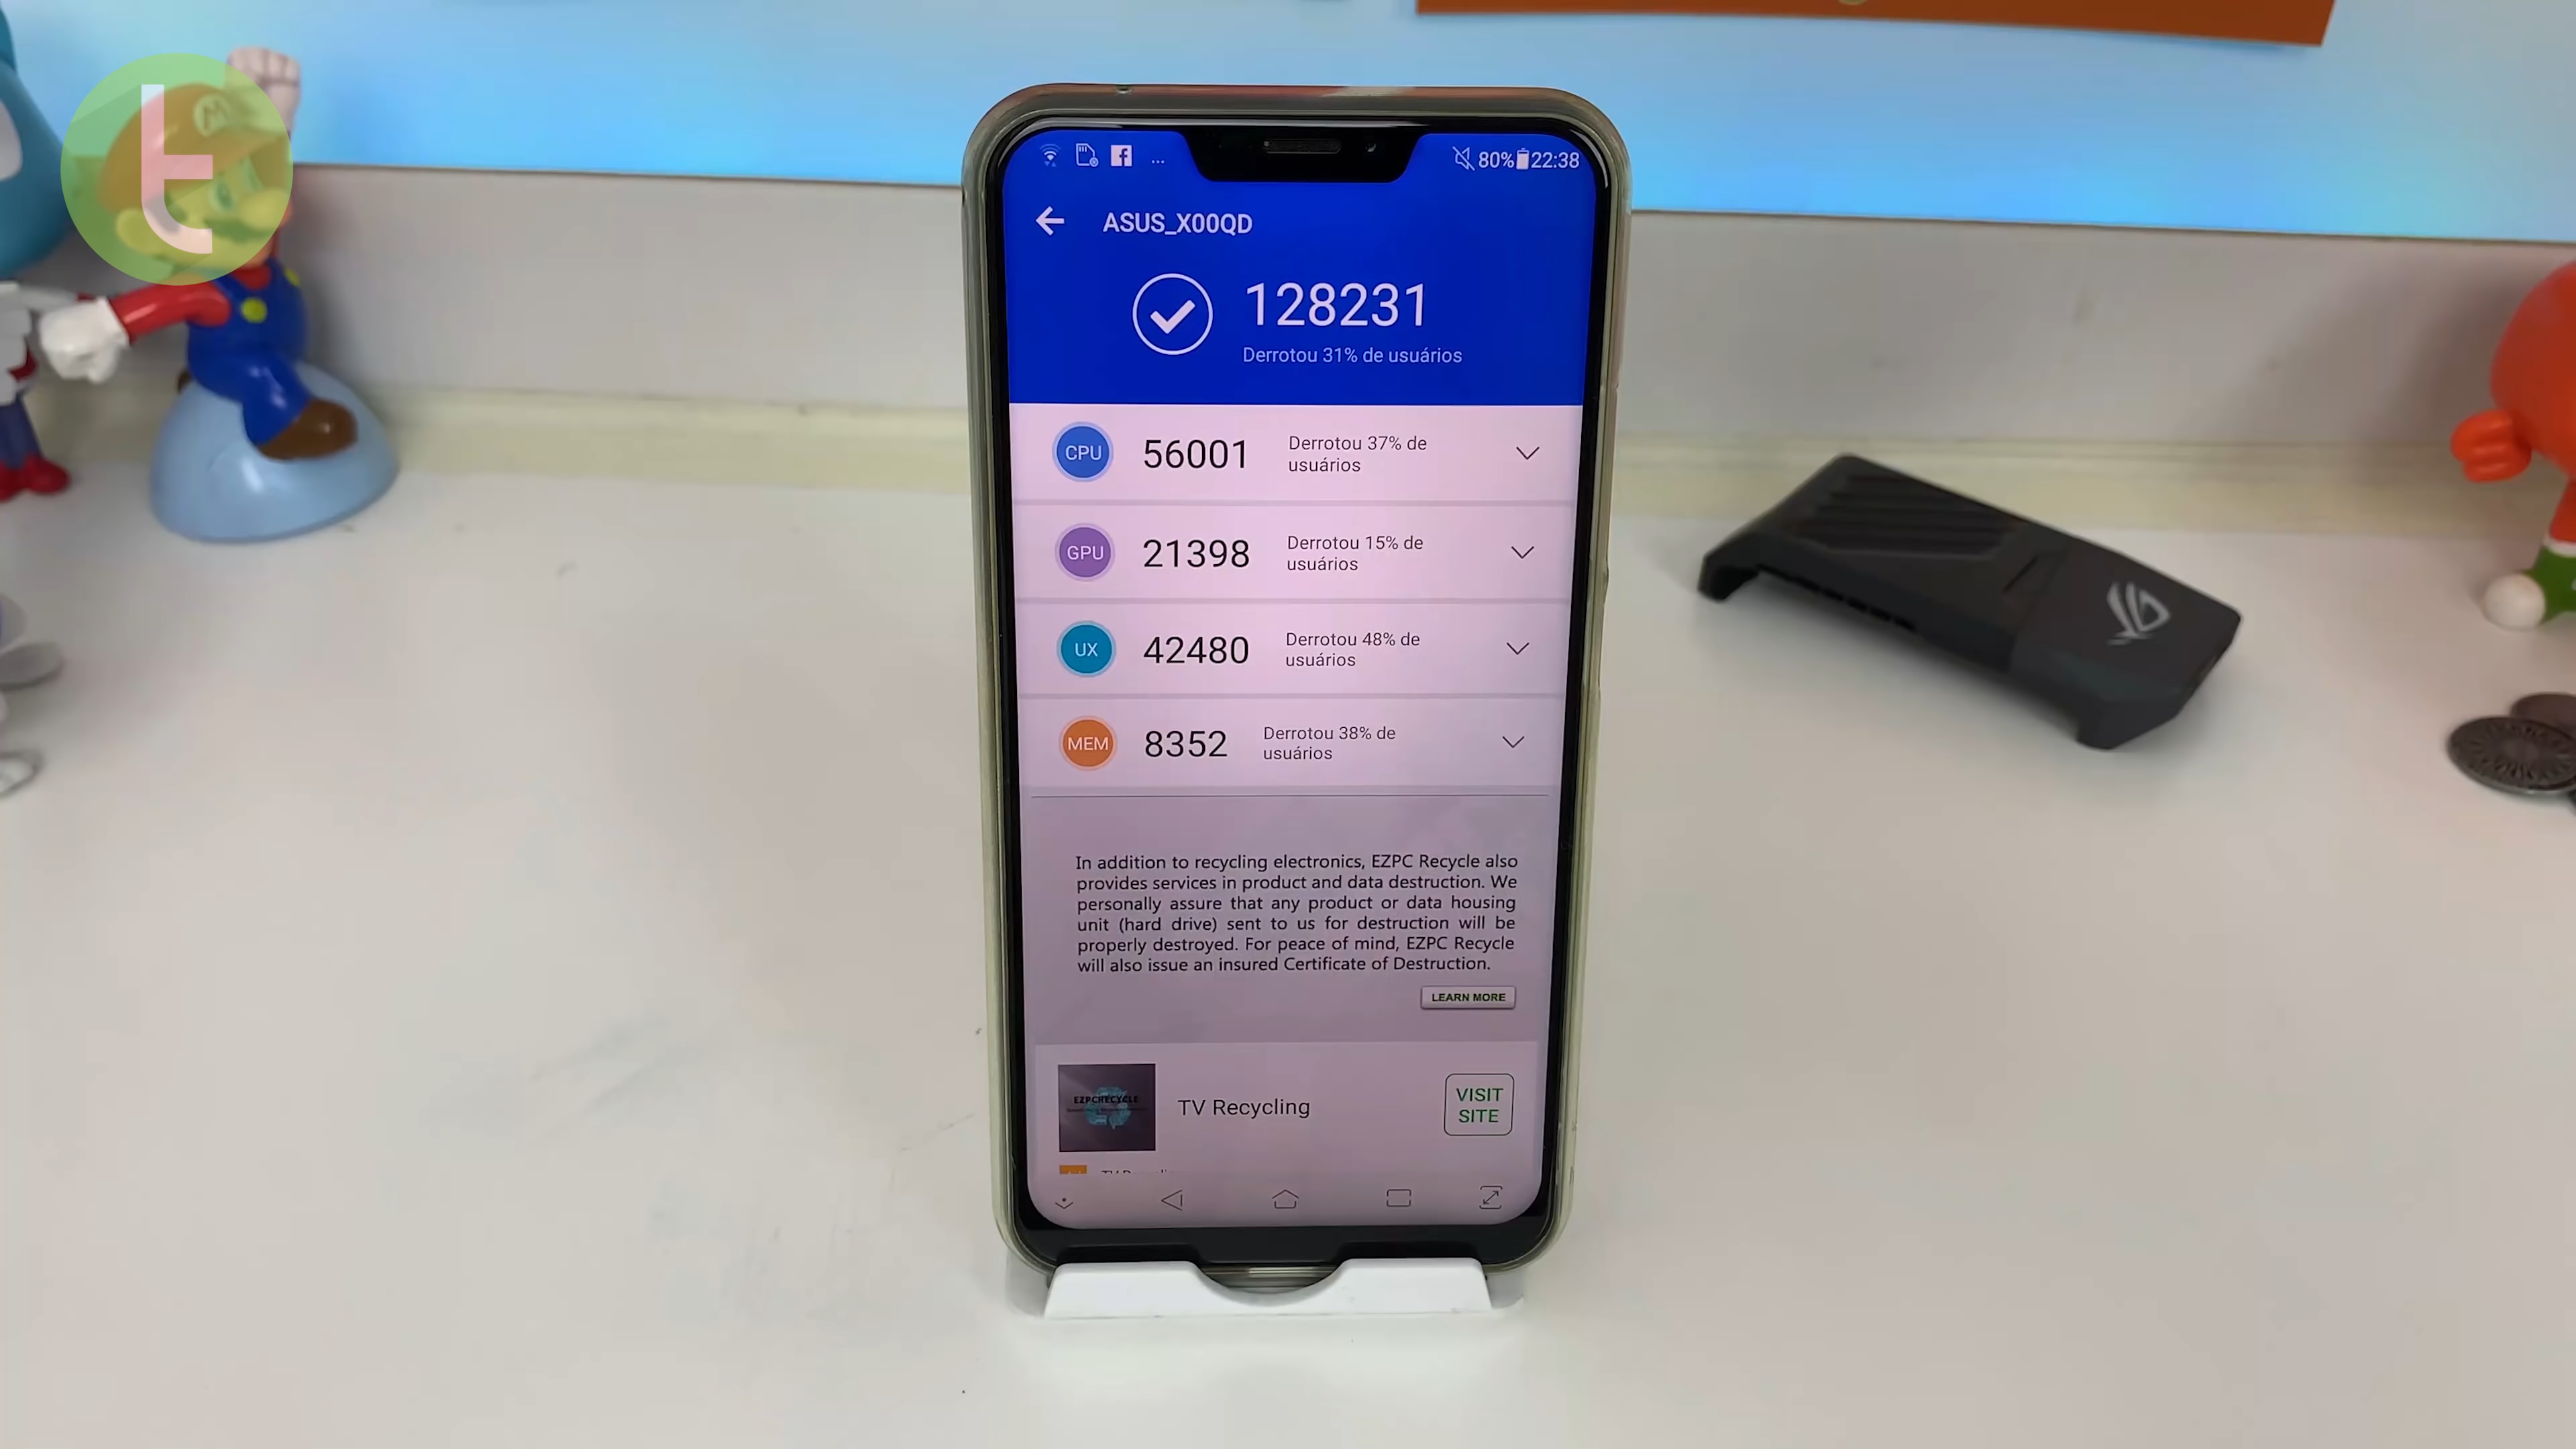 t
M
80% 22:38
ASUS_X00QD
128231
Derrotou 31% de usuários
CPU 56001 Derrotou 37% de
usuários
GPU 21398 Derrotou 15% de
usuários
UX 42480 Derrotou 48% de
usuários
MEM 8352 Derrotou 38% de
usuários
In addition to recycling electronics, EZPC Recycle also
provides services in product and data destruction. We
personally assure that any product or data housing
unit (hard drive) sent to us for destruction will be
properly destroyed. For peace of mind, EZPC Recycle
will also issue an insured Certificate of Destruction.
LEARN MORE
EZPCRECYCLE
TV Recycling
VISIT
SITE